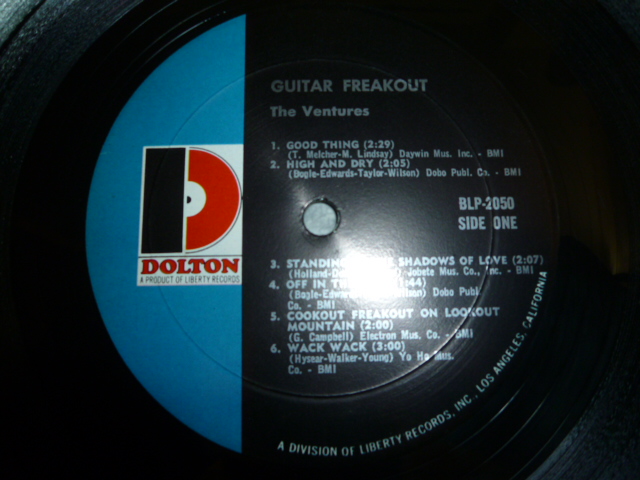 GUITAR FREAKOUT
The Ventures
1. GOOD THING (2:29)
(T. Melcher-M. Lindsay) Daywin Mus. Inc. - BMI
2. HIGH AND DRY (2:05)
(Bogle-Edwards-Taylor-Wilson) Dobo Publ. Co. - BMI
BLP-2050
SIDE ONE
3. STANDING SHADOWS OF LOVE (2:07)
(Holland- Jobete Mus. Co., Inc. - BMI
4. OFF IN :44)
(Bogle-Edwards- Wilson) Dobo Publ.
Co. - BMI
5. COOKOUT FREAKOUT ON LOOKOUT
MOUNTAIN (2:00)
(G. Campbell) Electron Mus. Co. - BMI
6. WACK WACK (3:00)
(Hysear-Walker-Young) Yo Ho Mus.
Co. - BMI
D
DOLTON
A PRODUCT OF LIBERTY RECORDS
A DIVISION OF LIBERTY RECORDS, INC., LOS ANGELES, CALIFORNIA